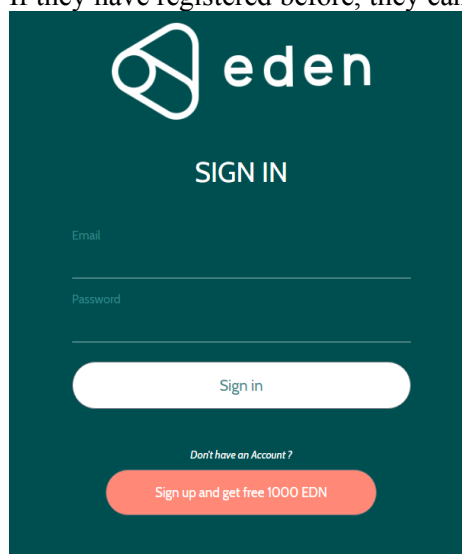 If they have registered before, they can
eden
SIGN IN
Email
Password
Sign in
Don't have an Account ?
Sign up and get free 1000 EDN